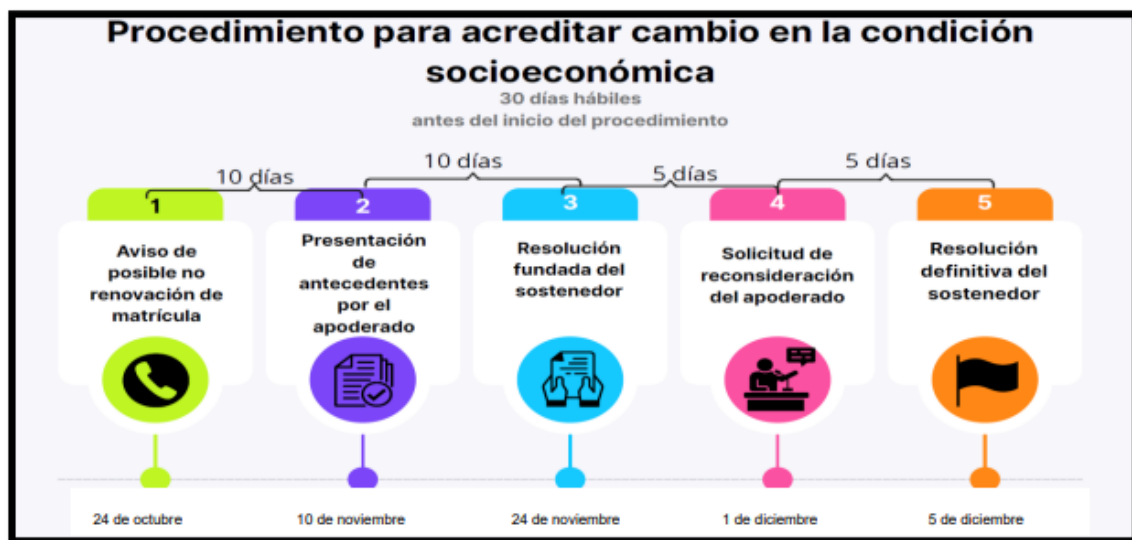 Procedimiento para acreditar cambio en la condición
socioeconómica
30 días hábiles
antes del inicio del procedimiento
10 días
10 días
5 días
5 días
1
Aviso de
posible no
renovación de
matrícula
2
Presentación
de
antecedentes
por el
apoderado
3
Resolución
fundada del
sostenedor
4
Solicitud de
reconsideración
del apoderado
5
Resolución
definitiva del
sostenedor
24 de octubre
10 de noviembre
24 de noviembre
1 de diciembre
5 de diciembre